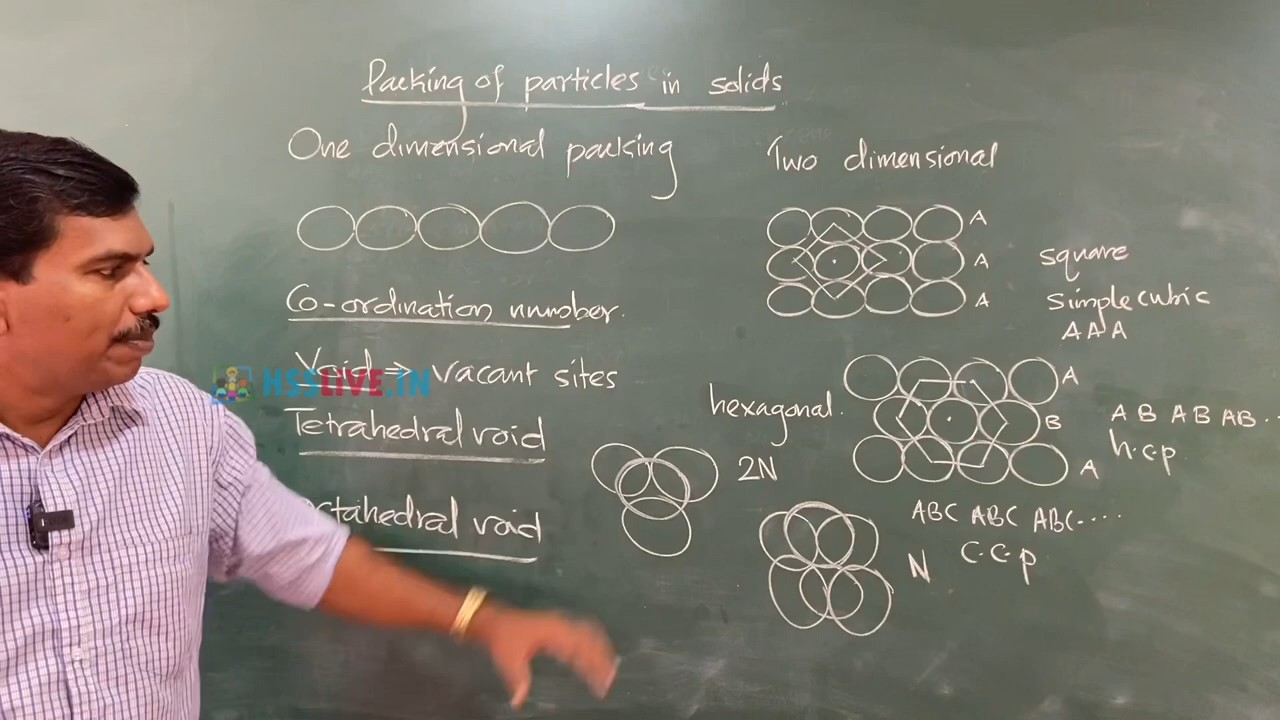 Packing of particles in solids
One dimensional packing
Two dimensional
A
A
A
square
Simple cubic
A A A
Co-ordination number.
Void ⇒ vacant sites
HSSLIVE.IN
Tetrahedral void
2N
hexagonal.
A
B
A
A B A B AB...
h.c.p
ctahedral void
ABC ABC ABC....
C.C.p
N